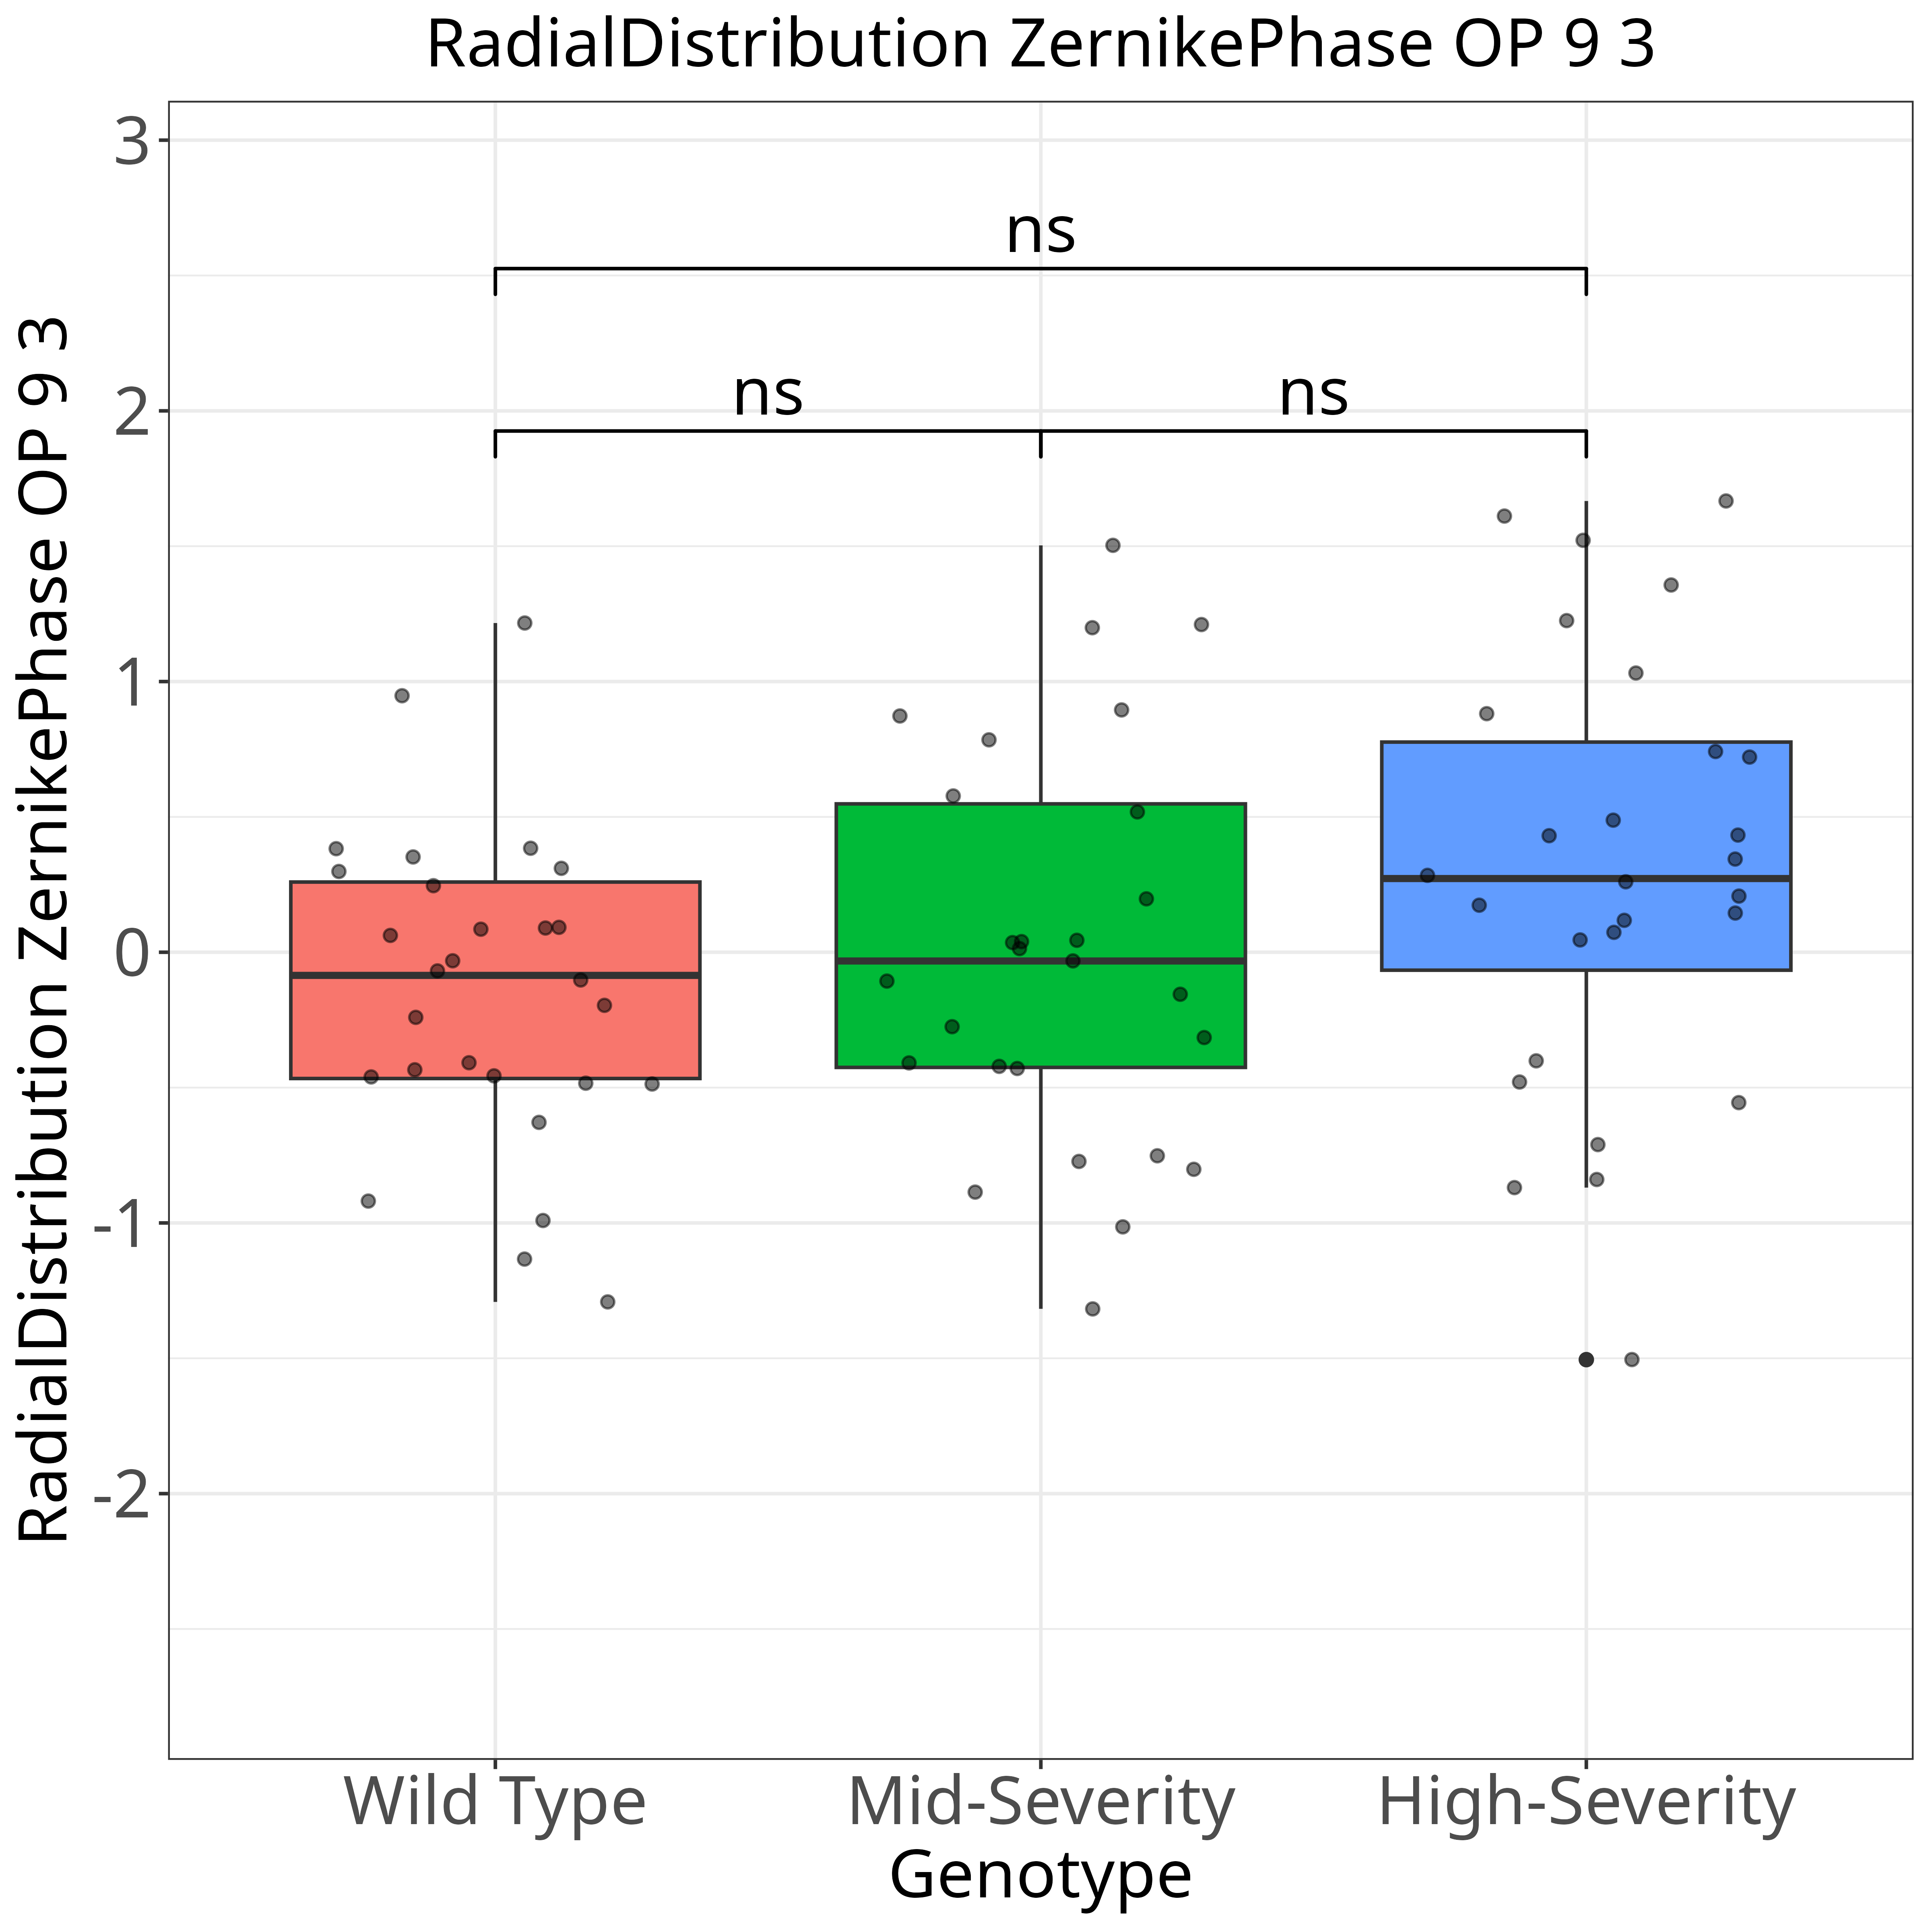 RadialDistribution ZernikePhase OP 9 3
RadialDistribution ZernikePhase OP 9 3
3
2
1
0
-1
-2
ns
ns ns
Wild Type Mid-Severity High-Severity
Genotype